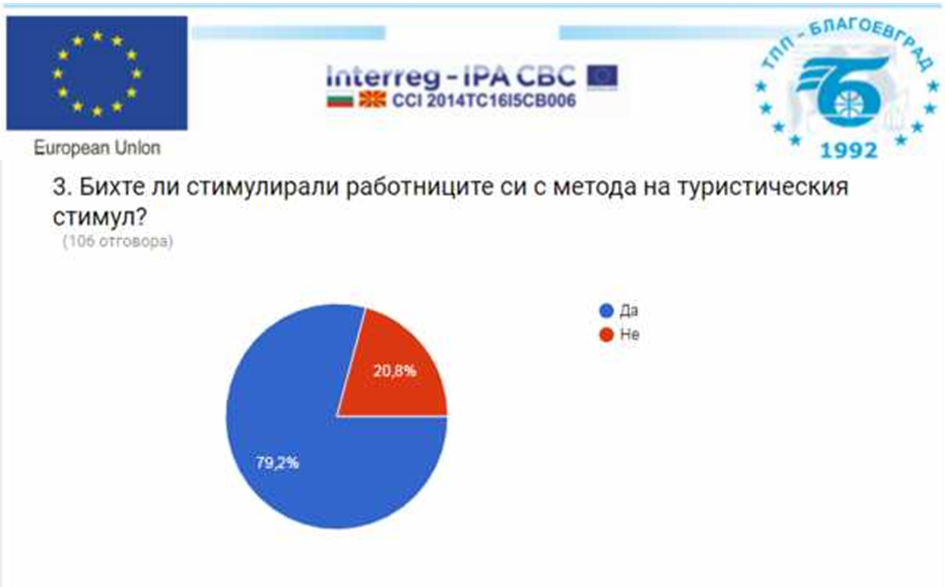 ТПП - БЛАГОЕВГРАД
1992
Interreg - IPA CBC
CCI 2014TC16I5CB006
European Union
3. Бихте ли стимулирали работниците си с метода на туристическия
стимул?
(106 отговора)
Да
Не
20,8%
79,2%